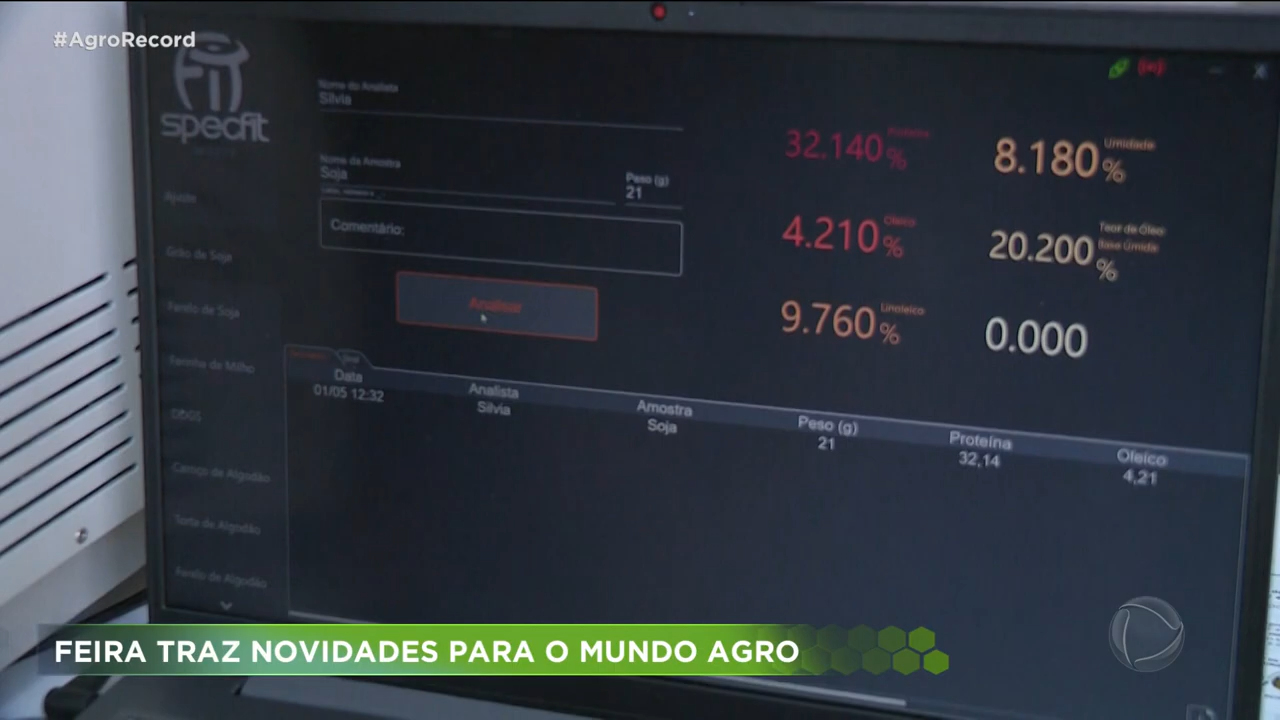 #AgroRecord
FiT
specfit
Nome do Analista
Silvia
Nome da Amostra
Soja
Peso (g)
21
Comentário:
Analisar
32.140 %
Proteína
8.180 %
Umidade
4.210 %
Oleico
20.200 %
Teor de Óleo
Base Úmida
9.760 %
Linoleico
0.000
Ajuste
Grão de Soja
Farelo de Soja
Farinha de Milho
DDGS
Caroço de Algodão
Torta de Algodão
Farelo de Algodão
Data Analista Amostra Peso (g) Proteína Oleico
01/05 12:32 Silvia Soja 21 32,14 4,21
FEIRA TRAZ NOVIDADES PARA O MUNDO AGRO